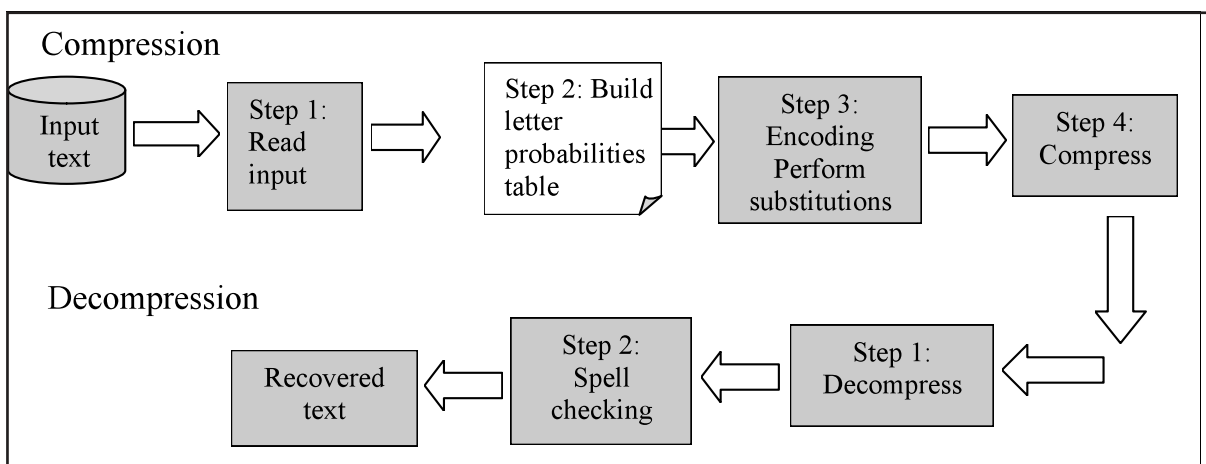 Compression
Input
text
Step 1:
Read
input
Step 2: Build
letter
probabilities
table
Step 3:
Encoding
Perform
substitutions
Step 4:
Compress
Decompression
Step 1:
Decompress
Step 2:
Spell
checking
Recovered
text